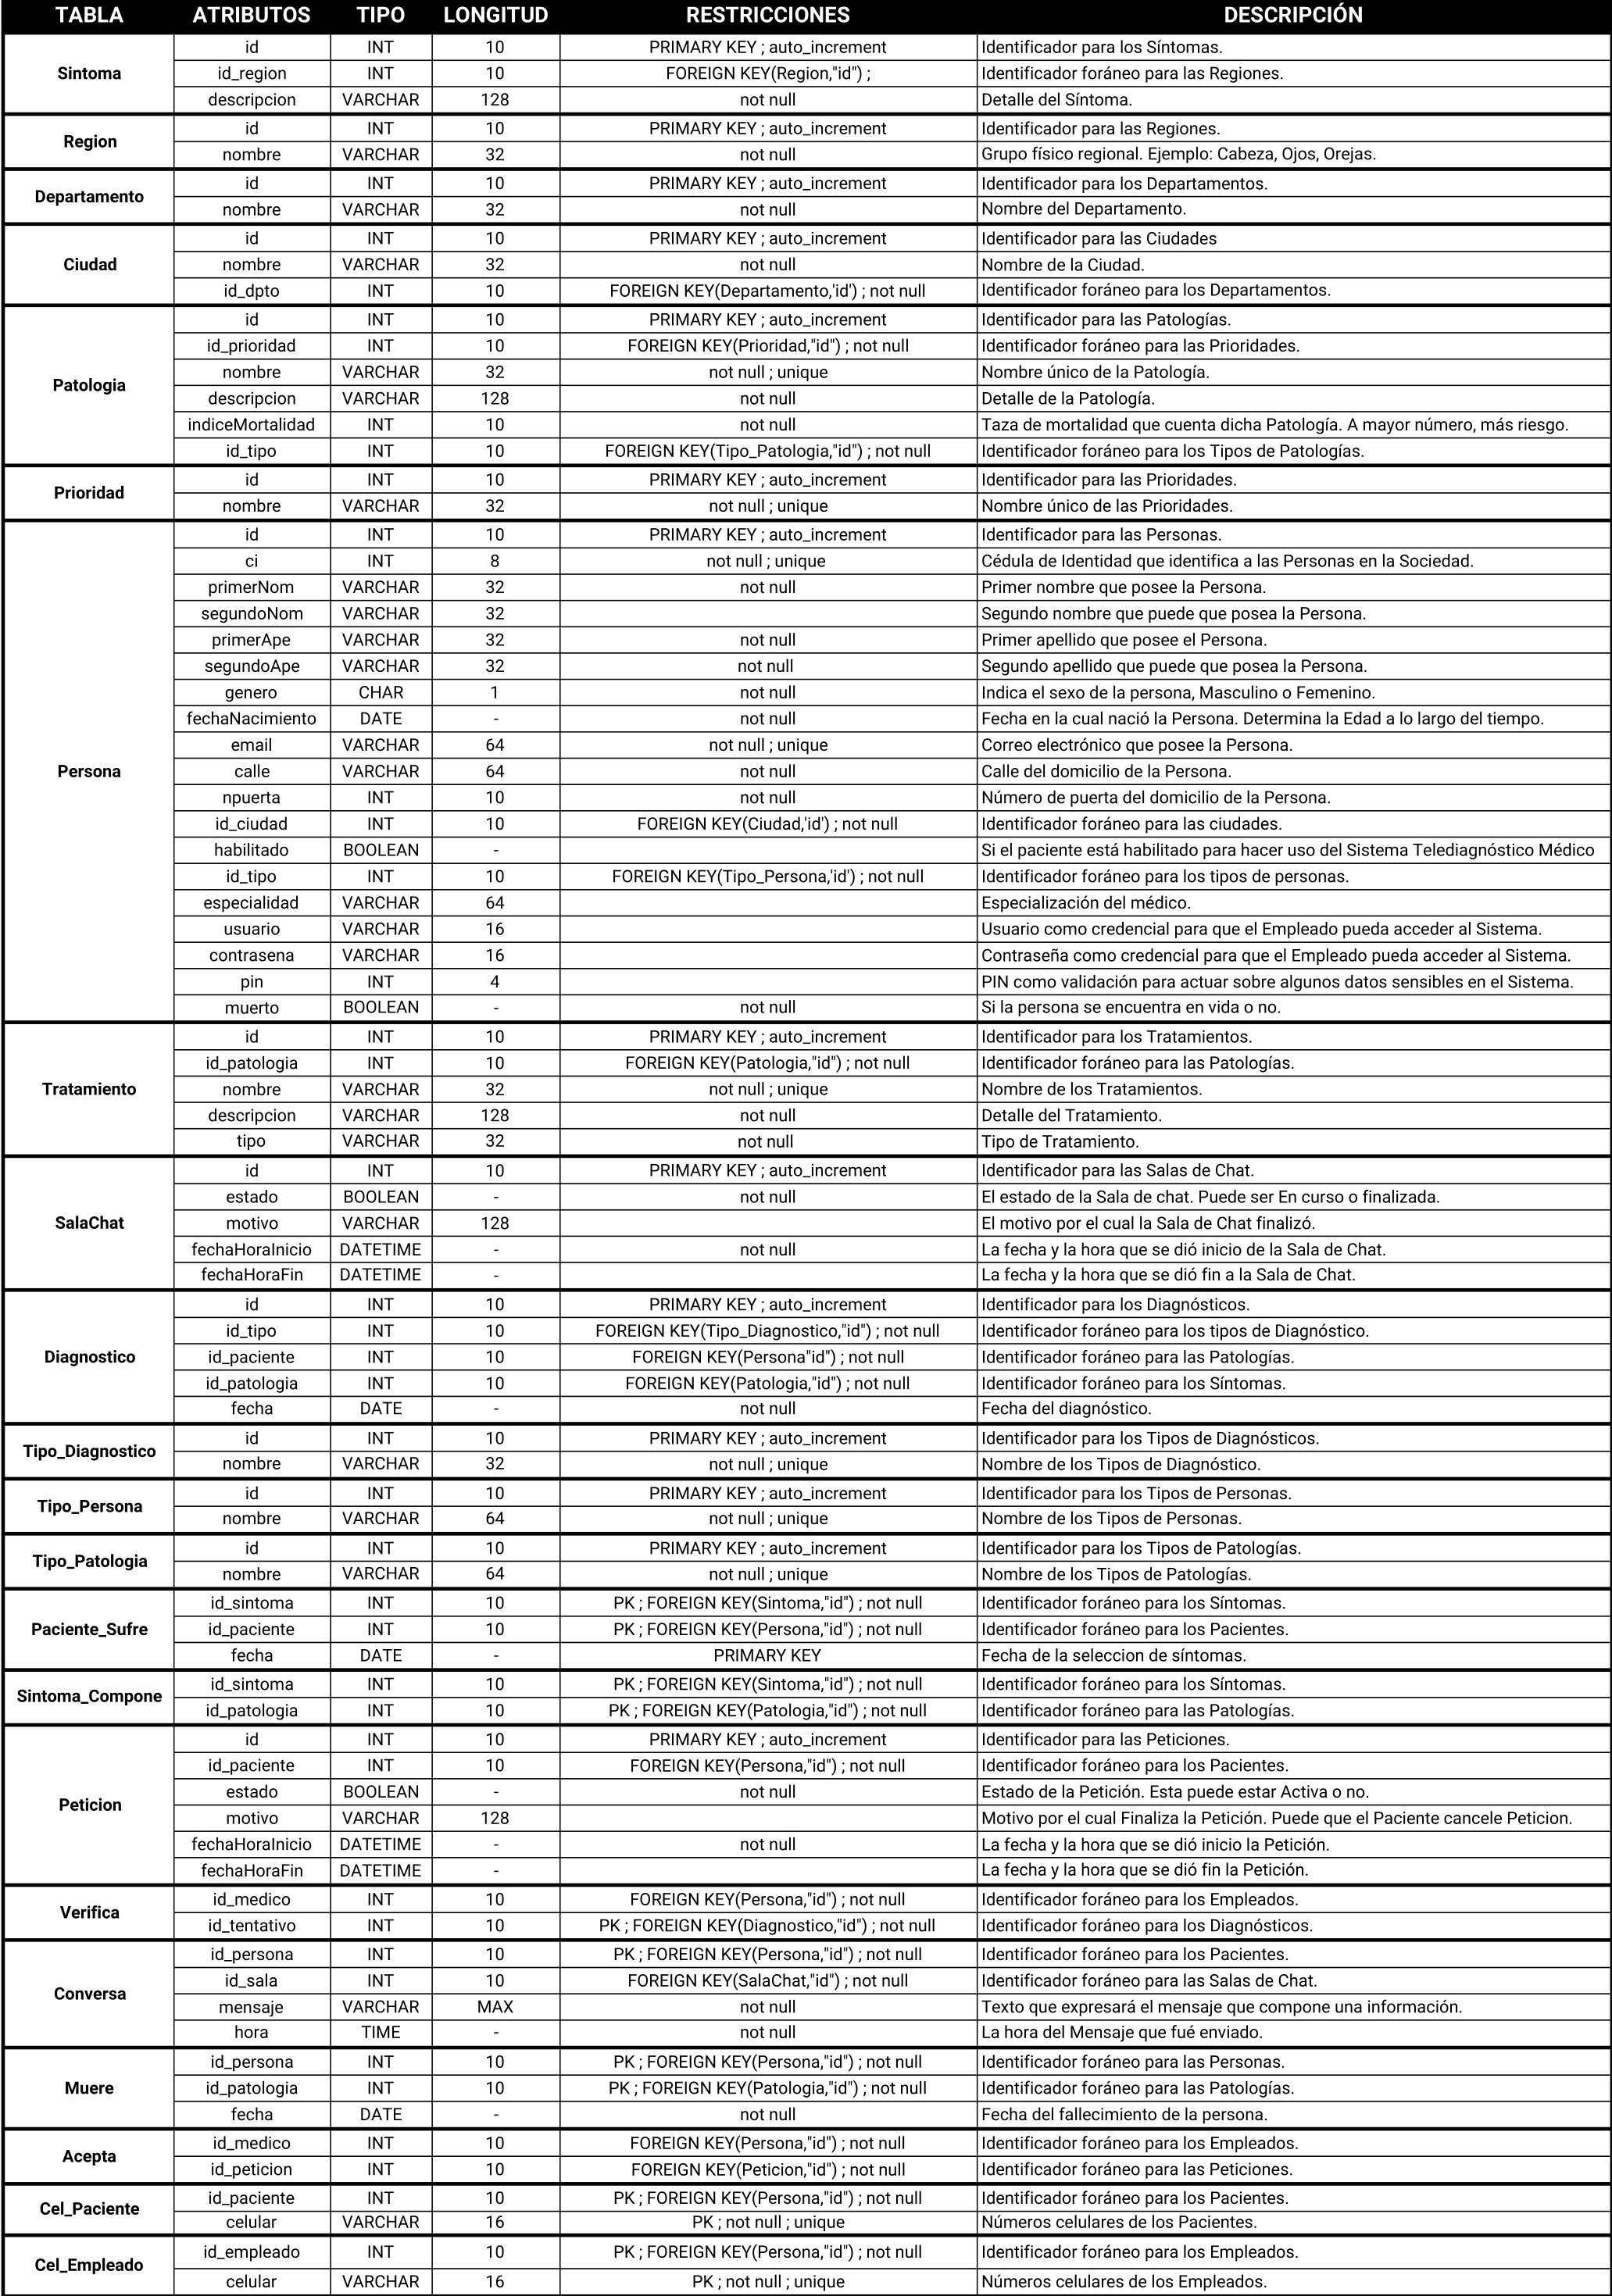 TABLA ATRIBUTOS TIPO LONGITUD RESTRICCIONES DESCRIPCIÓN
Sintoma
id INT 10 PRIMARY KEY ; auto_increment Identificador para los Síntomas.
id_region INT 10 FOREIGN KEY(Region,"id") ; Identificador foráneo para las Regiones.
descripcion VARCHAR 128 not null Detalle del Síntoma.
Region
id INT 10 PRIMARY KEY ; auto_increment Identificador para las Regiones.
nombre VARCHAR 32 not null Grupo físico regional. Ejemplo: Cabeza, Ojos, Orejas.
Departamento
id INT 10 PRIMARY KEY ; auto_increment Identificador para los Departamentos.
nombre VARCHAR 32 not null Nombre del Departamento.
Ciudad
id INT 10 PRIMARY KEY ; auto_increment Identificador para las Ciudades
nombre VARCHAR 32 not null Nombre de la Ciudad.
id_dpto INT 10 FOREIGN KEY(Departamento,'id') ; not null Identificador foráneo para los Departamentos.
Patologia
id INT 10 PRIMARY KEY ; auto_increment Identificador para las Patologías.
id_prioridad INT 10 FOREIGN KEY(Prioridad,"id") ; not null Identificador foráneo para las Prioridades.
nombre VARCHAR 32 not null ; unique Nombre único de la Patología.
descripcion VARCHAR 128 not null Detalle de la Patología.
indiceMortalidad INT 10 not null Taza de mortalidad que cuenta dicha Patología. A mayor número, más riesgo.
id_tipo INT 10 FOREIGN KEY(Tipo_Patologia,"id") ; not null Identificador foráneo para los Tipos de Patologías.
Prioridad
id INT 10 PRIMARY KEY ; auto_increment Identificador para las Prioridades.
nombre VARCHAR 32 not null ; unique Nombre único de las Prioridades.
Persona
id INT 10 PRIMARY KEY ; auto_increment Identificador para las Personas.
ci INT 8 not null ; unique Cédula de Identidad que identifica a las Personas en la Sociedad.
primerNom VARCHAR 32 not null Primer nombre que posee la Persona.
segundoNom VARCHAR 32 Segundo nombre que puede que posea la Persona.
primerApe VARCHAR 32 not null Primer apellido que posee el Persona.
segundoApe VARCHAR 32 not null Segundo apellido que puede que posea la Persona.
genero CHAR 1 not null Indica el sexo de la persona, Masculino o Femenino.
fechaNacimiento DATE - not null Fecha en la cual nació la Persona. Determina la Edad a lo largo del tiempo.
email VARCHAR 64 not null ; unique Correo electrónico que posee la Persona.
calle VARCHAR 64 not null Calle del domicilio de la Persona.
npuerta INT 10 not null Número de puerta del domicilio de la Persona.
id_ciudad INT 10 FOREIGN KEY(Ciudad,'id') ; not null Identificador foráneo para las ciudades.
habilitado BOOLEAN - Si el paciente está habilitado para hacer uso del Sistema Telediagnóstico Médico
id_tipo INT 10 FOREIGN KEY(Tipo_Persona,'id') ; not null Identificador foráneo para los tipos de personas.
especialidad VARCHAR 64 Especialización del médico.
usuario VARCHAR 16 Usuario como credencial para que el Empleado pueda acceder al Sistema.
contrasena VARCHAR 16 Contraseña como credencial para que el Empleado pueda acceder al Sistema.
pin INT 4 PIN como validación para actuar sobre algunos datos sensibles en el Sistema.
muerto BOOLEAN - not null Si la persona se encuentra en vida o no.
Tratamiento
id INT 10 PRIMARY KEY ; auto_increment Identificador para los Tratamientos.
id_patologia INT 10 FOREIGN KEY(Patologia,"id") ; not null Identificador foráneo para las Patologías.
nombre VARCHAR 32 not null ; unique Nombre de los Tratamientos.
descripcion VARCHAR 128 not null Detalle del Tratamiento.
tipo VARCHAR 32 not null Tipo de Tratamiento.
SalaChat
id INT 10 PRIMARY KEY ; auto_increment Identificador para las Salas de Chat.
estado BOOLEAN - not null El estado de la Sala de chat. Puede ser En curso o finalizada.
motivo VARCHAR 128 El motivo por el cual la Sala de Chat finalizó.
fechaHoraInicio DATETIME - not null La fecha y la hora que se dió inicio de la Sala de Chat.
fechaHoraFin DATETIME - La fecha y la hora que se dió fin a la Sala de Chat.
Diagnostico
id INT 10 PRIMARY KEY ; auto_increment Identificador para los Diagnósticos.
id_tipo INT 10 FOREIGN KEY(Tipo_Diagnostico,"id") ; not null Identificador foráneo para los tipos de Diagnóstico.
id_paciente INT 10 FOREIGN KEY(Persona"id") ; not null Identificador foráneo para las Patologías.
id_patologia INT 10 FOREIGN KEY(Patologia,"id") ; not null Identificador foráneo para los Síntomas.
fecha DATE - not null Fecha del diagnóstico.
Tipo_Diagnostico
id INT 10 PRIMARY KEY ; auto_increment Identificador para los Tipos de Diagnósticos.
nombre VARCHAR 32 not null ; unique Nombre de los Tipos de Diagnóstico.
Tipo_Persona
id INT 10 PRIMARY KEY ; auto_increment Identificador para los Tipos de Personas.
nombre VARCHAR 64 not null ; unique Nombre de los Tipos de Personas.
Tipo_Patologia
id INT 10 PRIMARY KEY ; auto_increment Identificador para los Tipos de Patologías.
nombre VARCHAR 64 not null ; unique Nombre de los Tipos de Patologías.
Paciente_Sufre
id_sintoma INT 10 PK ; FOREIGN KEY(Sintoma,"id") ; not null Identificador foráneo para los Síntomas.
id_paciente INT 10 PK ; FOREIGN KEY(Persona,"id") ; not null Identificador foráneo para los Pacientes.
fecha DATE - PRIMARY KEY Fecha de la seleccion de síntomas.
Sintoma_Compone
id_sintoma INT 10 PK ; FOREIGN KEY(Sintoma,"id") ; not null Identificador foráneo para los Síntomas.
id_patologia INT 10 PK ; FOREIGN KEY(Patologia,"id") ; not null Identificador foráneo para las Patologías.
Peticion
id INT 10 PRIMARY KEY ; auto_increment Identificador para las Peticiones.
id_paciente INT 10 FOREIGN KEY(Persona,"id") ; not null Identificador foráneo para los Pacientes.
estado BOOLEAN - not null Estado de la Petición. Esta puede estar Activa o no.
motivo VARCHAR 128 Motivo por el cual Finaliza la Petición. Puede que el Paciente cancele Peticion.
fechaHoraInicio DATETIME - not null La fecha y la hora que se dió inicio la Petición.
fechaHoraFin DATETIME - La fecha y la hora que se dió fin la Petición.
Verifica
id_medico INT 10 FOREIGN KEY(Persona,"id") ; not null Identificador foráneo para los Empleados.
id_tentativo INT 10 PK ; FOREIGN KEY(Diagnostico,"id") ; not null Identificador foráneo para los Diagnósticos.
Conversa
id_persona INT 10 PK ; FOREIGN KEY(Persona,"id") ; not null Identificador foráneo para los Pacientes.
id_sala INT 10 FOREIGN KEY(SalaChat,"id") ; not null Identificador foráneo para las Salas de Chat.
mensaje VARCHAR MAX not null Texto que expresará el mensaje que compone una información.
hora TIME - not null La hora del Mensaje que fué enviado.
Muere
id_persona INT 10 PK ; FOREIGN KEY(Persona,"id") ; not null Identificador foráneo para las Personas.
id_patologia INT 10 PK ; FOREIGN KEY(Patologia,"id") ; not null Identificador foráneo para las Patologías.
fecha DATE - not null Fecha del fallecimiento de la persona.
Acepta
id_medico INT 10 FOREIGN KEY(Persona,"id") ; not null Identificador foráneo para los Empleados.
id_peticion INT 10 FOREIGN KEY(Peticion,"id") ; not null Identificador foráneo para las Peticiones.
Cel_Paciente
id_paciente INT 10 PK ; FOREIGN KEY(Persona,"id") ; not null Identificador foráneo para los Pacientes.
celular VARCHAR 16 PK ; not null ; unique Números celulares de los Pacientes.
Cel_Empleado
id_empleado INT 10 PK ; FOREIGN KEY(Persona,"id") ; not null Identificador foráneo para los Empleados.
celular VARCHAR 16 PK ; not null ; unique Números celulares de los Empleados.